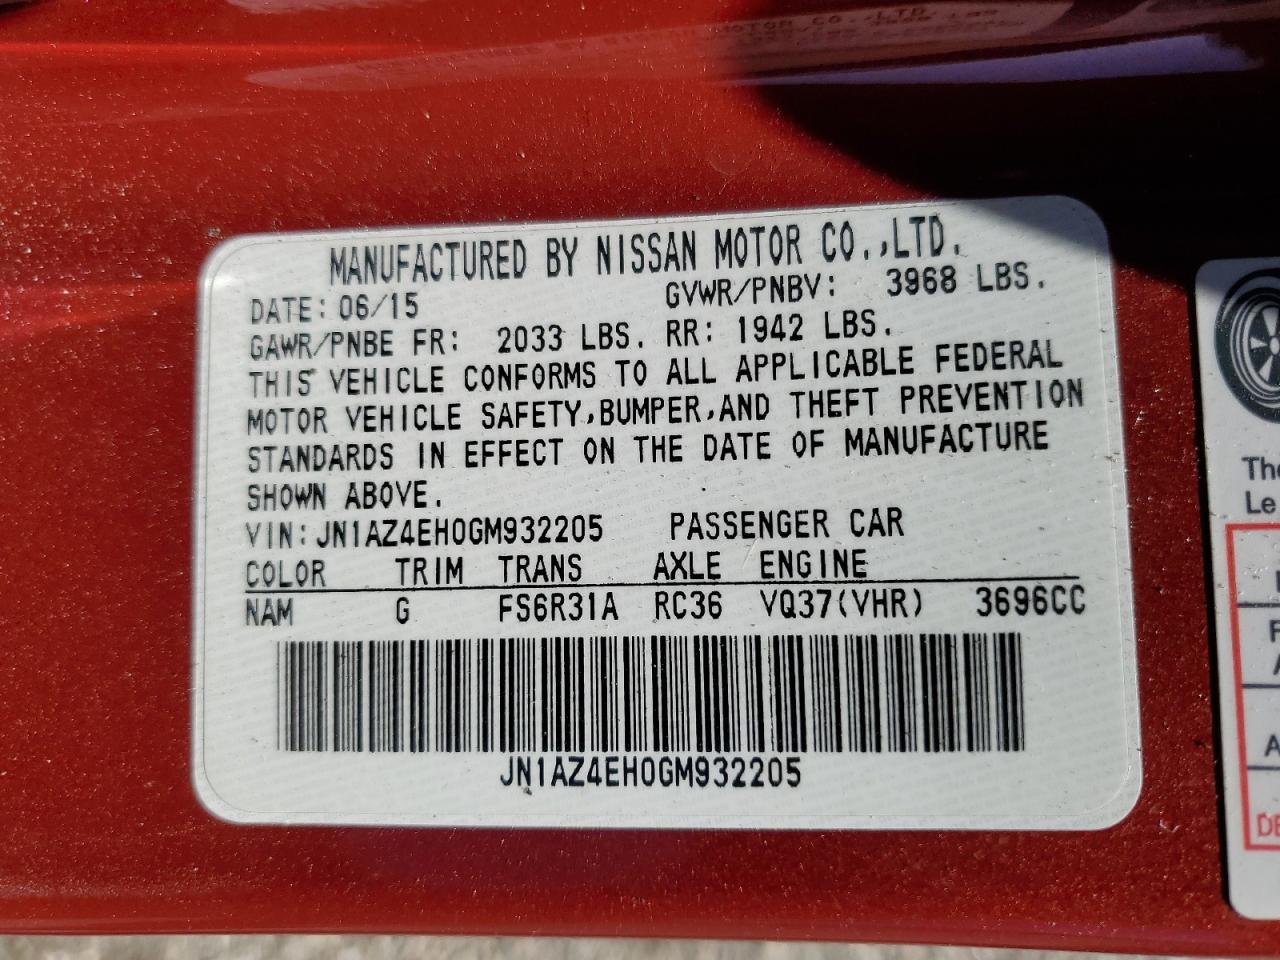 MANUFACTURED BY NISSAN MOTOR CO.,LTD.
DATE: 06/15 GVWR/PNBV: 3968 LBS.
GAWR/PNBE FR: 2033 LBS. RR: 1942 LBS.
THIS VEHICLE CONFORMS TO ALL APPLICABLE FEDERAL
MOTOR VEHICLE SAFETY,BUMPER,AND THEFT PREVENTION
STANDARDS IN EFFECT ON THE DATE OF MANUFACTURE
SHOWN ABOVE.
VIN:JN1AZ4EH0GM932205 PASSENGER CAR
COLOR TRIM TRANS AXLE ENGINE
NAM G FS6R31A RC36 VQ37(VHR) 3696CC
JN1AZ4EH0GM932205
Le